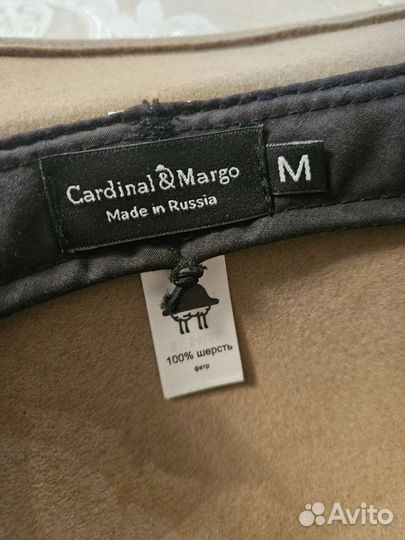 Cardinal & Margo
Made in Russia
M
100% шерсть
фетр
Avito